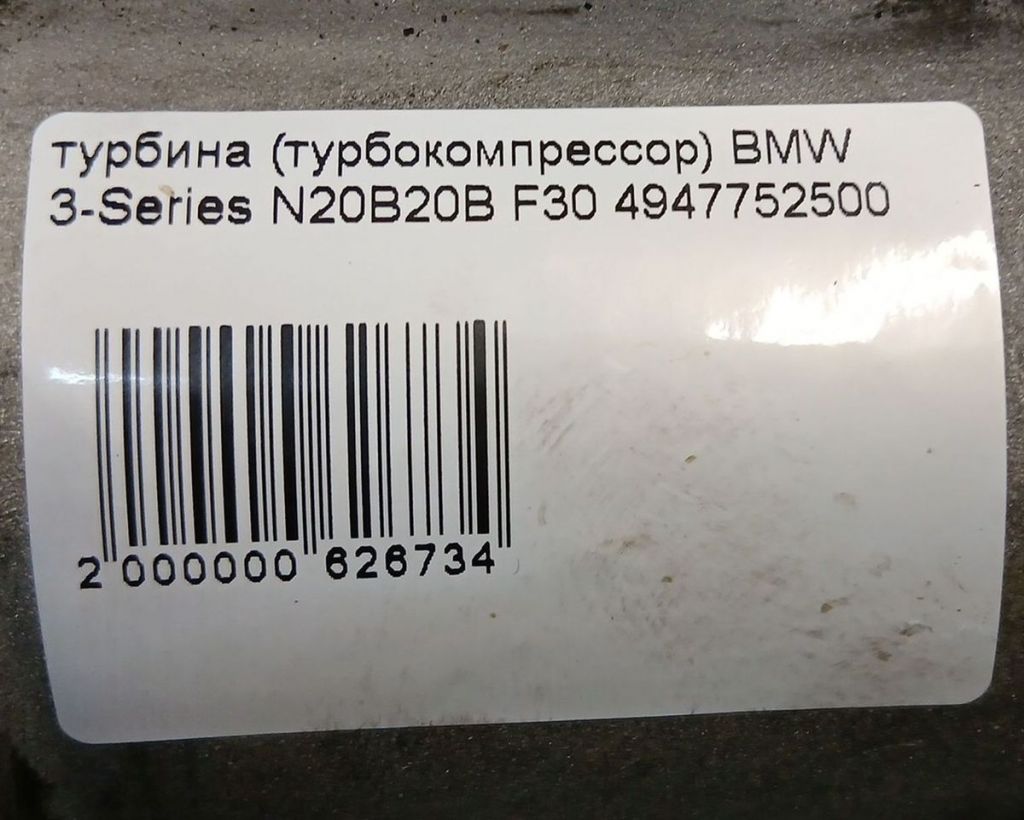 турбина (турбокомпрессор) BMW
3-Series N20B20B F30 4947752500
2 000000 626734